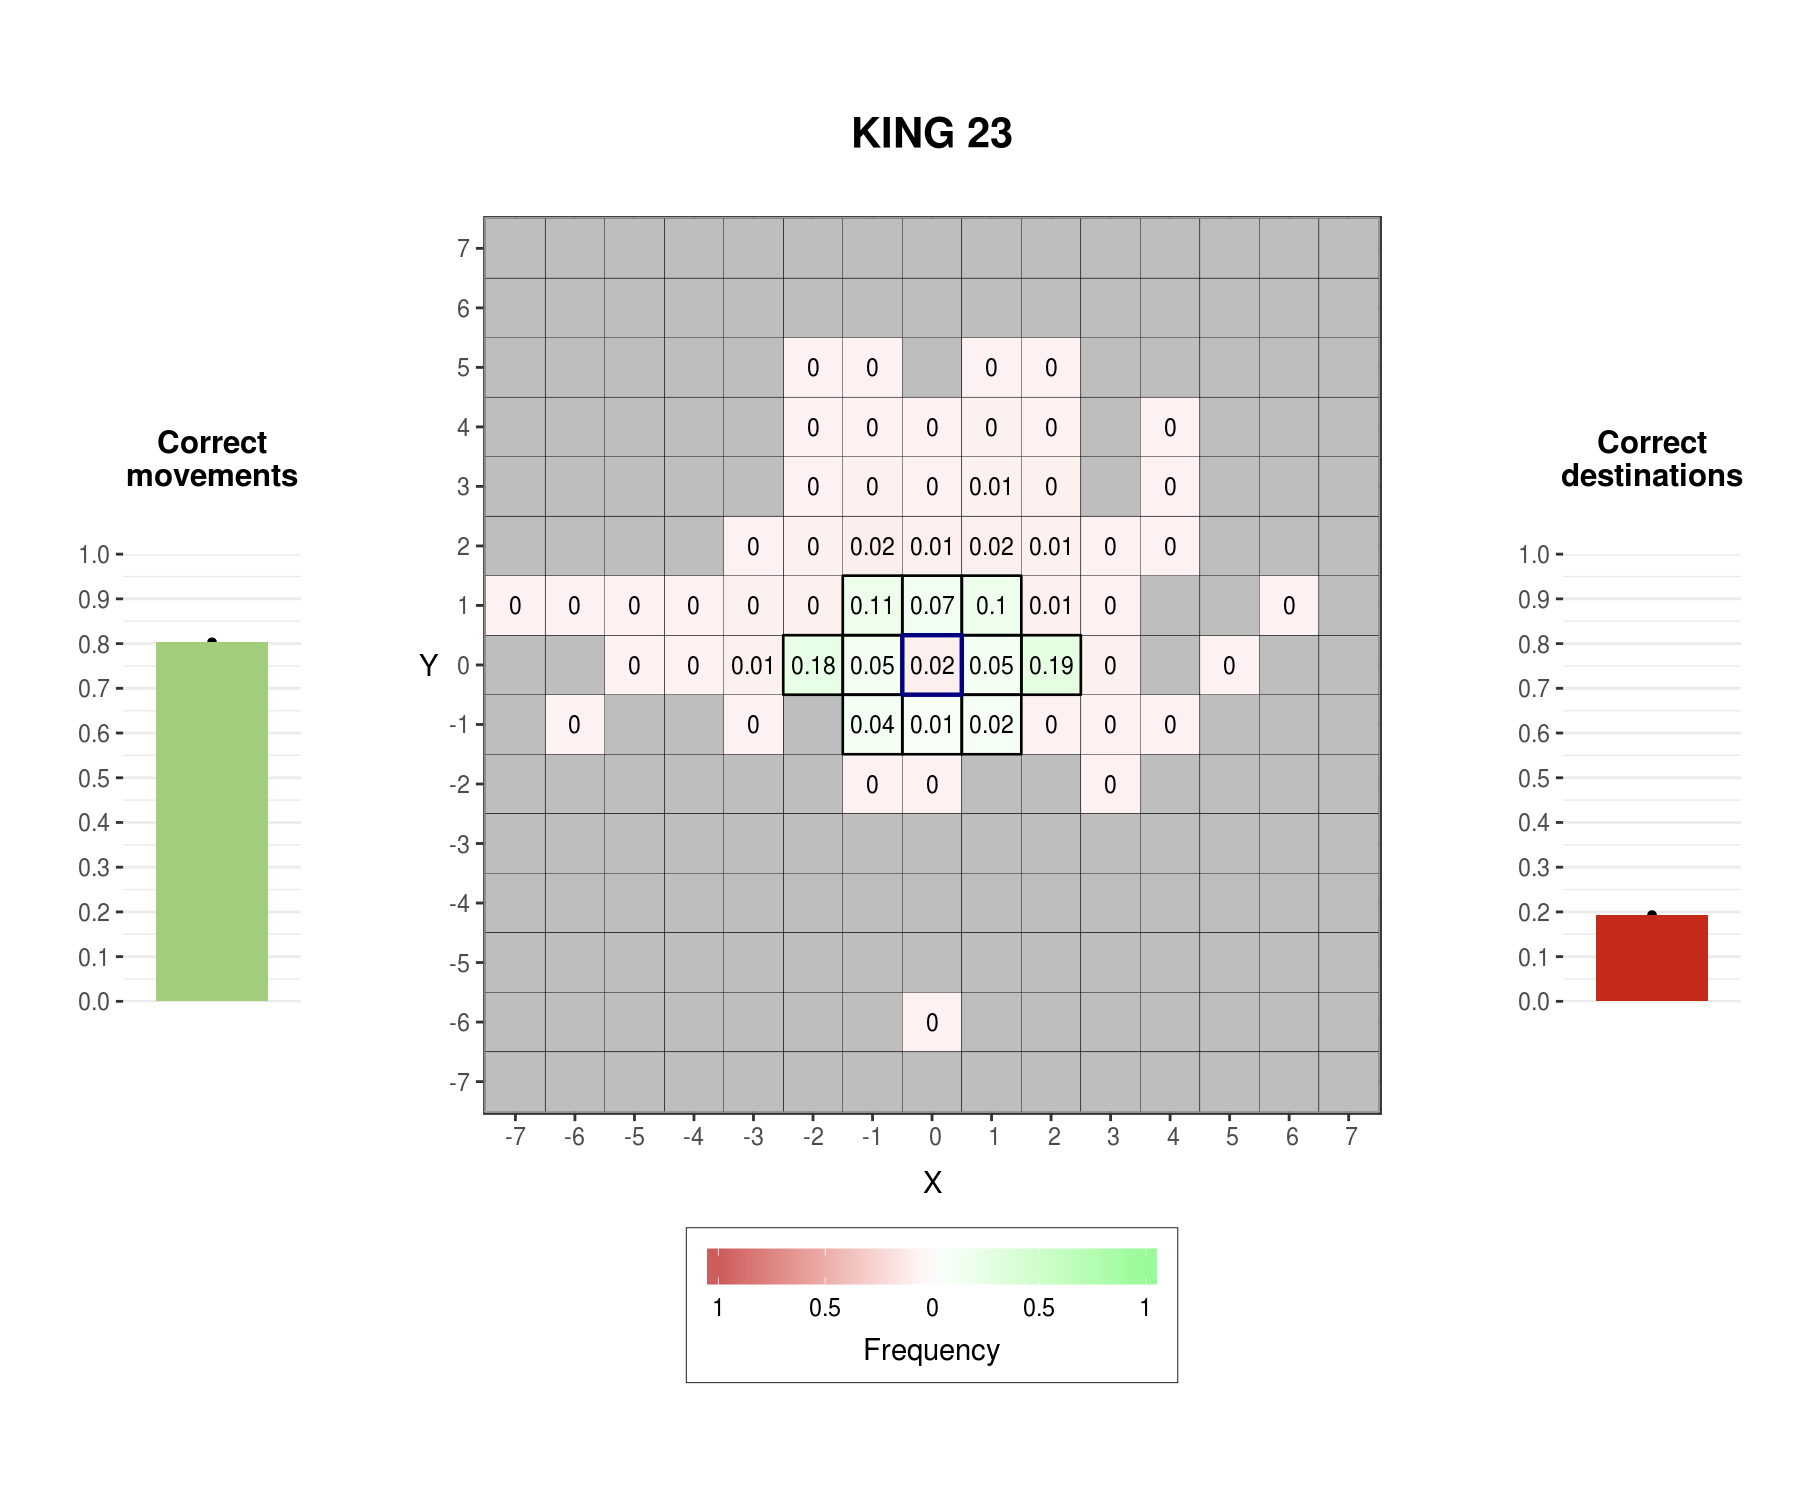 KING 23
Correct
movements
1.0
0.9
0.8
0.7
0.6
0.5
0.4
0.3
0.2
0.1
0.0
Y
7
6
5 0 0 0 0
4 0 0 0 0 0 0
3 0 0 0 0.01 0 0
2 0 0 0.02 0.01 0.02 0.01 0 0
1 0 0 0 0 0 0 0.11 0.07 0.1 0.01 0 0
0 0 0 0.01 0.18 0.05 0.02 0.05 0.19 0 0
-1 0 0 0.04 0.01 0.02 0 0 0
-2 0 0 0
-3
-4
-5
-6 0
-7
-7 -6 -5 -4 -3 -2 -1 0 1 2 3 4 5 6 7
X
1 0.5 0 0.5 1
Frequency
Correct
destinations
1.0
0.9
0.8
0.7
0.6
0.5
0.4
0.3
0.2
0.1
0.0